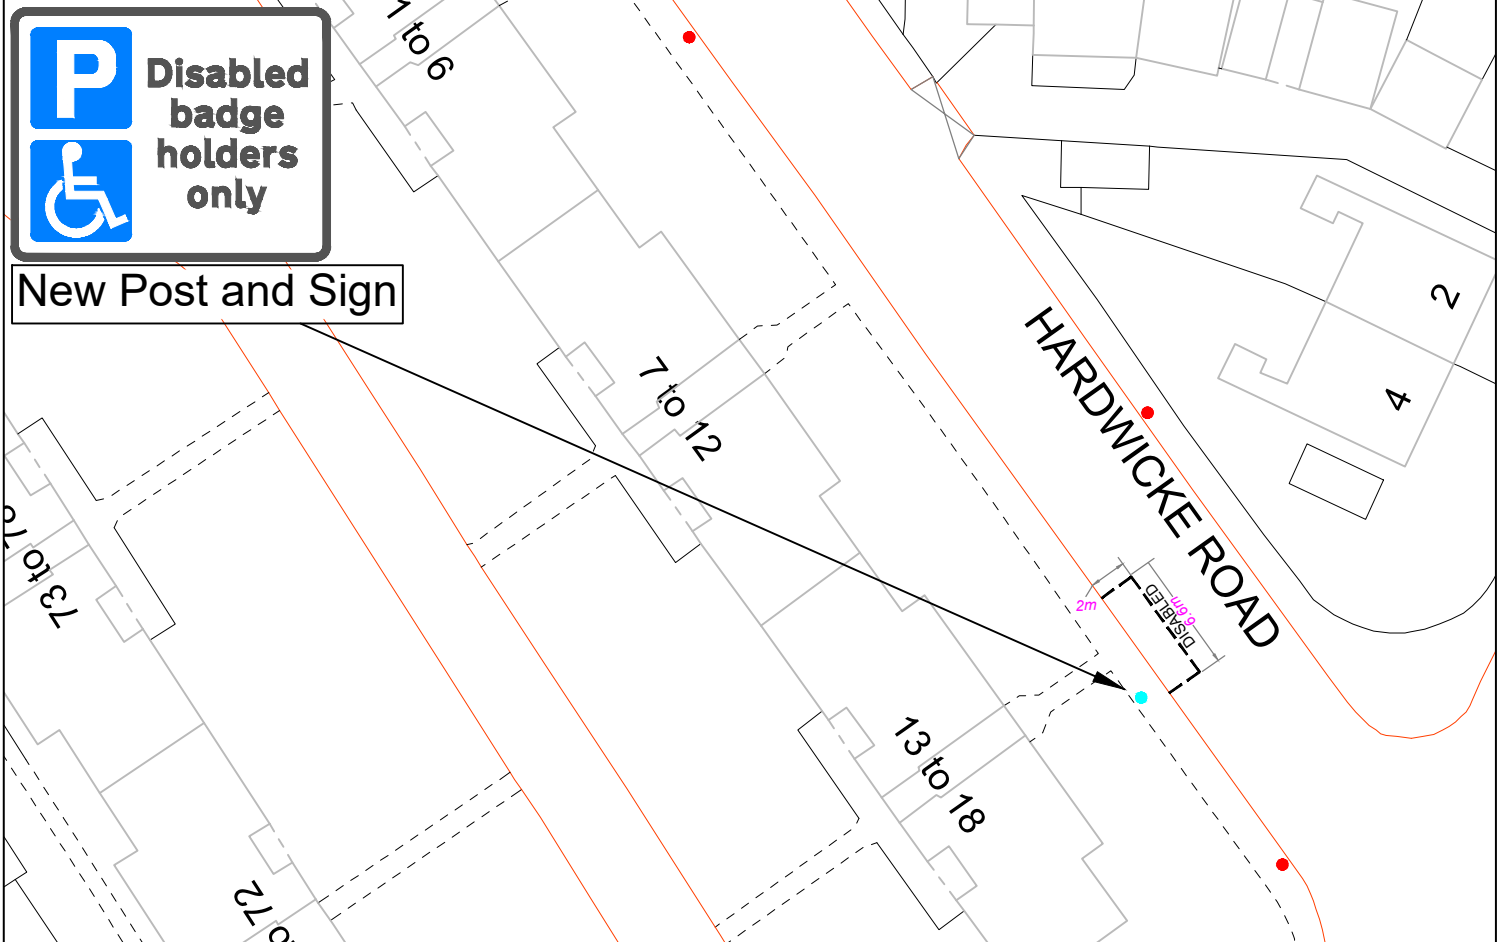 P
Disabled
badge
holders
only
New Post and Sign
1 to 6
7 to 12
13 to 18
73 to 78
HARDWICKE ROAD
2
4
2m
6.6m
DISABLED
72